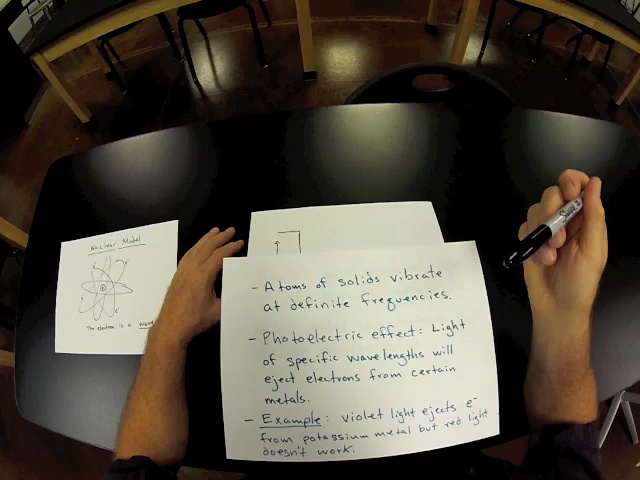 Nuclear Model
The electron is a wave
- Atoms of solids vibrate
at definite frequencies.
- Photoelectric effect: Light
of specific wavelengths will
eject electrons from certain
metals.
- Example: Violet light ejects e⁻
from potassium metal but red light
doesn't work.